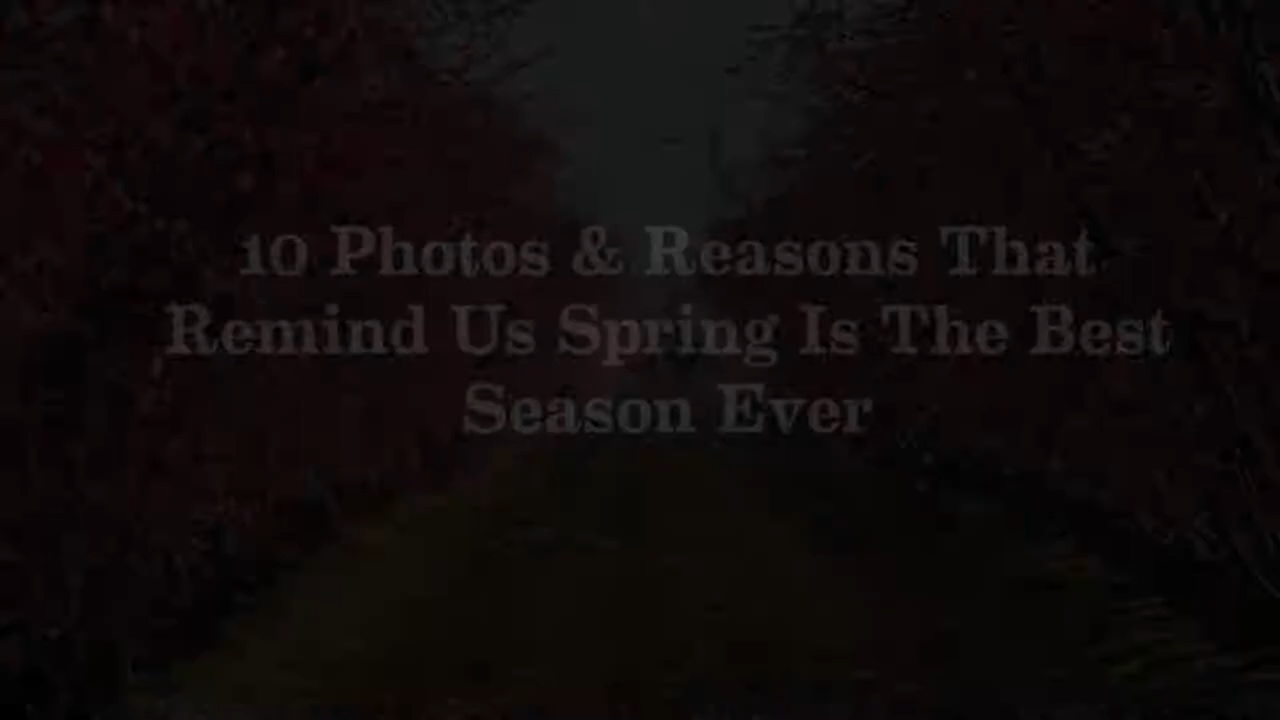 10 Photos & Reasons That
Remind Us Spring Is The Best
Season Ever